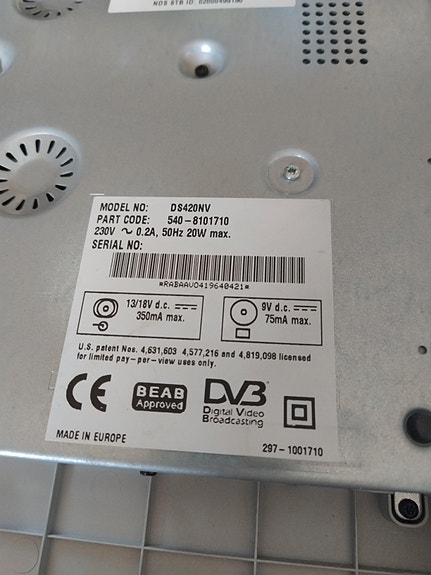 MODEL NO: DS420NV
PART CODE: 540-8101710
230V ~ 0.2A, 50Hz 20W max.
SERIAL NO:
*RABAAVO419640421*
13/18V d.c.
350mA max.
9V d.c.
75mA max.
U.S. patent Nos. 4,631,603 4,577,216 and 4,819,098 licensed
for limited pay-per-view uses only.
CE
BEAB
Approved
DVB
Digital Video
Broadcasting
MADE IN EUROPE
297-1001710